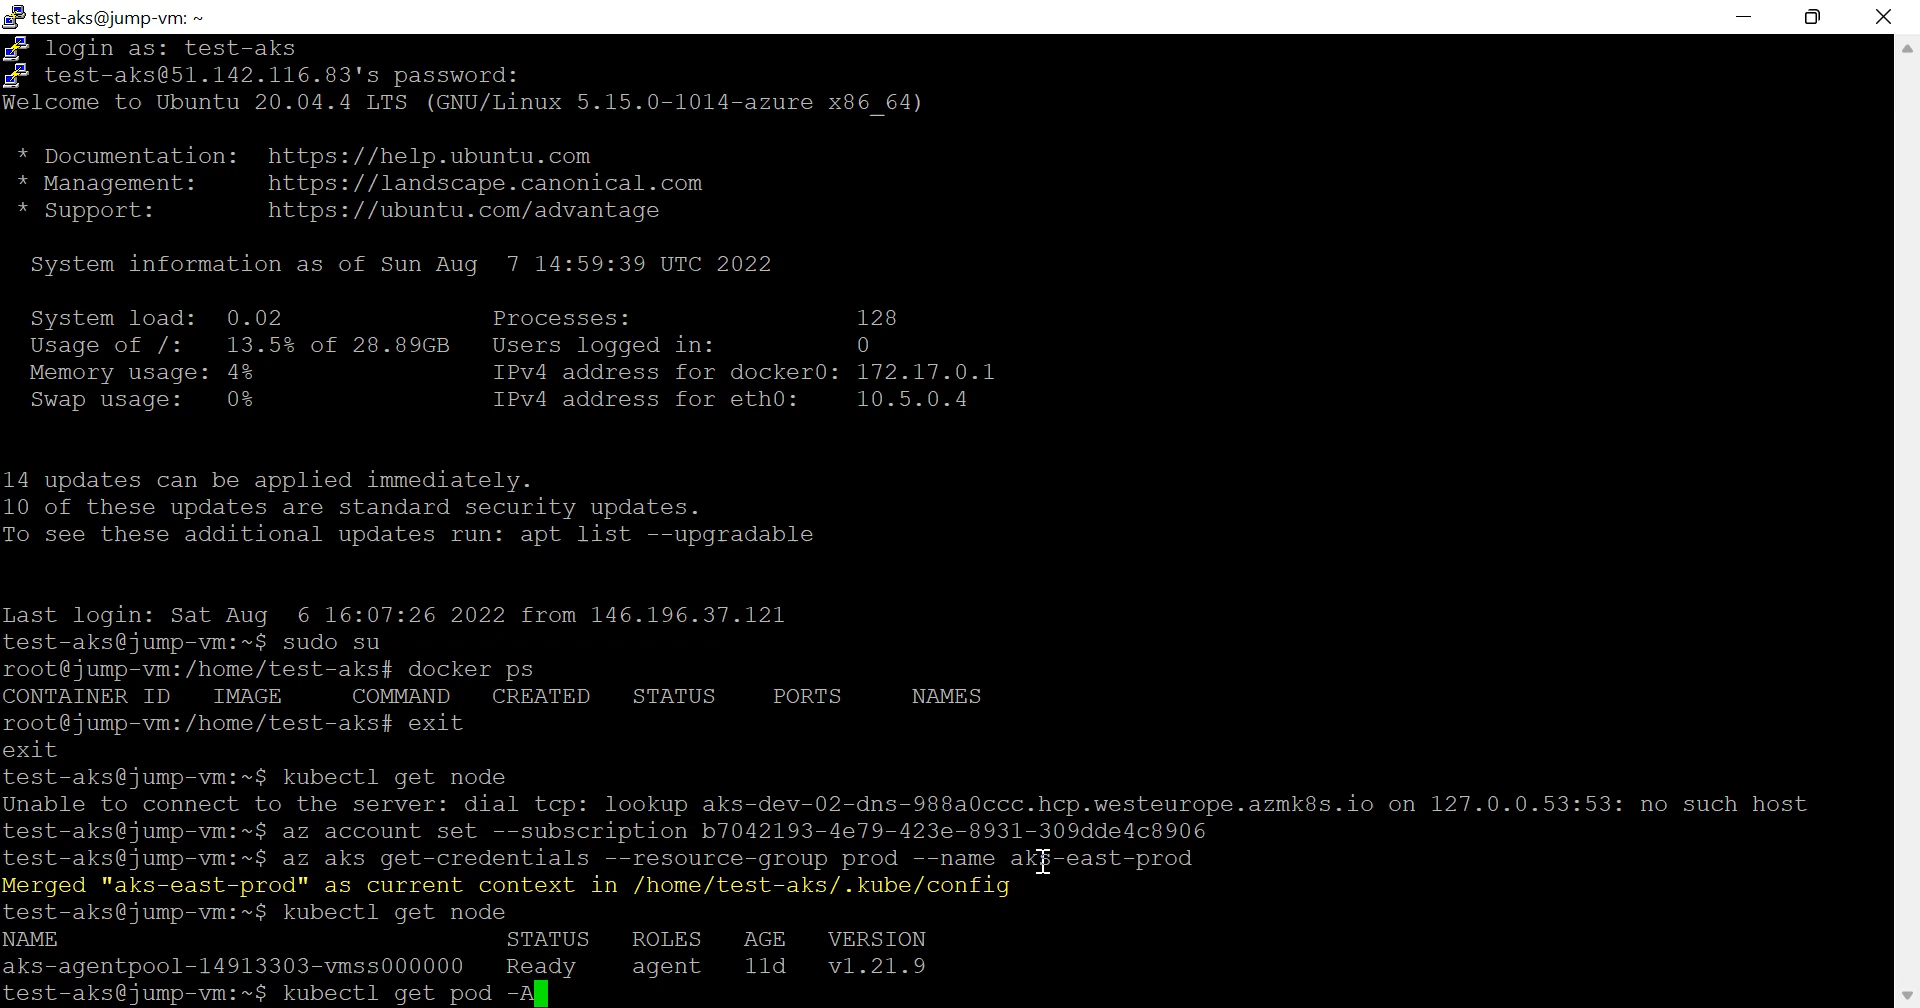 test-aks@jump-vm: ~
login as: test-aks
test-aks@51.142.116.83's password:
Welcome to Ubuntu 20.04.4 LTS (GNU/Linux 5.15.0-1014-azure x86_64)
* Documentation:  https://help.ubuntu.com
* Management:     https://landscape.canonical.com
* Support:        https://ubuntu.com/advantage
System information as of Sun Aug  7 14:59:39 UTC 2022
System load:  0.02               Processes:                128
Usage of /:   13.5% of 28.89GB   Users logged in:          0
Memory usage: 4%                 IPv4 address for docker0: 172.17.0.1
Swap usage:   0%                 IPv4 address for eth0:    10.5.0.4
14 updates can be applied immediately.
10 of these updates are standard security updates.
To see these additional updates run: apt list --upgradable
Last login: Sat Aug  6 16:07:26 2022 from 146.196.37.121
test-aks@jump-vm:~$ sudo su
root@jump-vm:/home/test-aks# docker ps
CONTAINER ID   IMAGE     COMMAND   CREATED   STATUS    PORTS     NAMES
root@jump-vm:/home/test-aks# exit
exit
test-aks@jump-vm:~$ kubectl get node
Unable to connect to the server: dial tcp: lookup aks-dev-02-dns-988a0ccc.hcp.westeurope.azmk8s.io on 127.0.0.53:53: no such host
test-aks@jump-vm:~$ az account set --subscription b7042193-4e79-423e-8931-309dde4c8906
test-aks@jump-vm:~$ az aks get-credentials --resource-group prod --name aks-east-prod
Merged "aks-east-prod" as current context in /home/test-aks/.kube/config
test-aks@jump-vm:~$ kubectl get node
NAME                                STATUS   ROLES   AGE   VERSION
aks-agentpool-14913303-vmss000000   Ready    agent   11d   v1.21.9
test-aks@jump-vm:~$ kubectl get pod -A